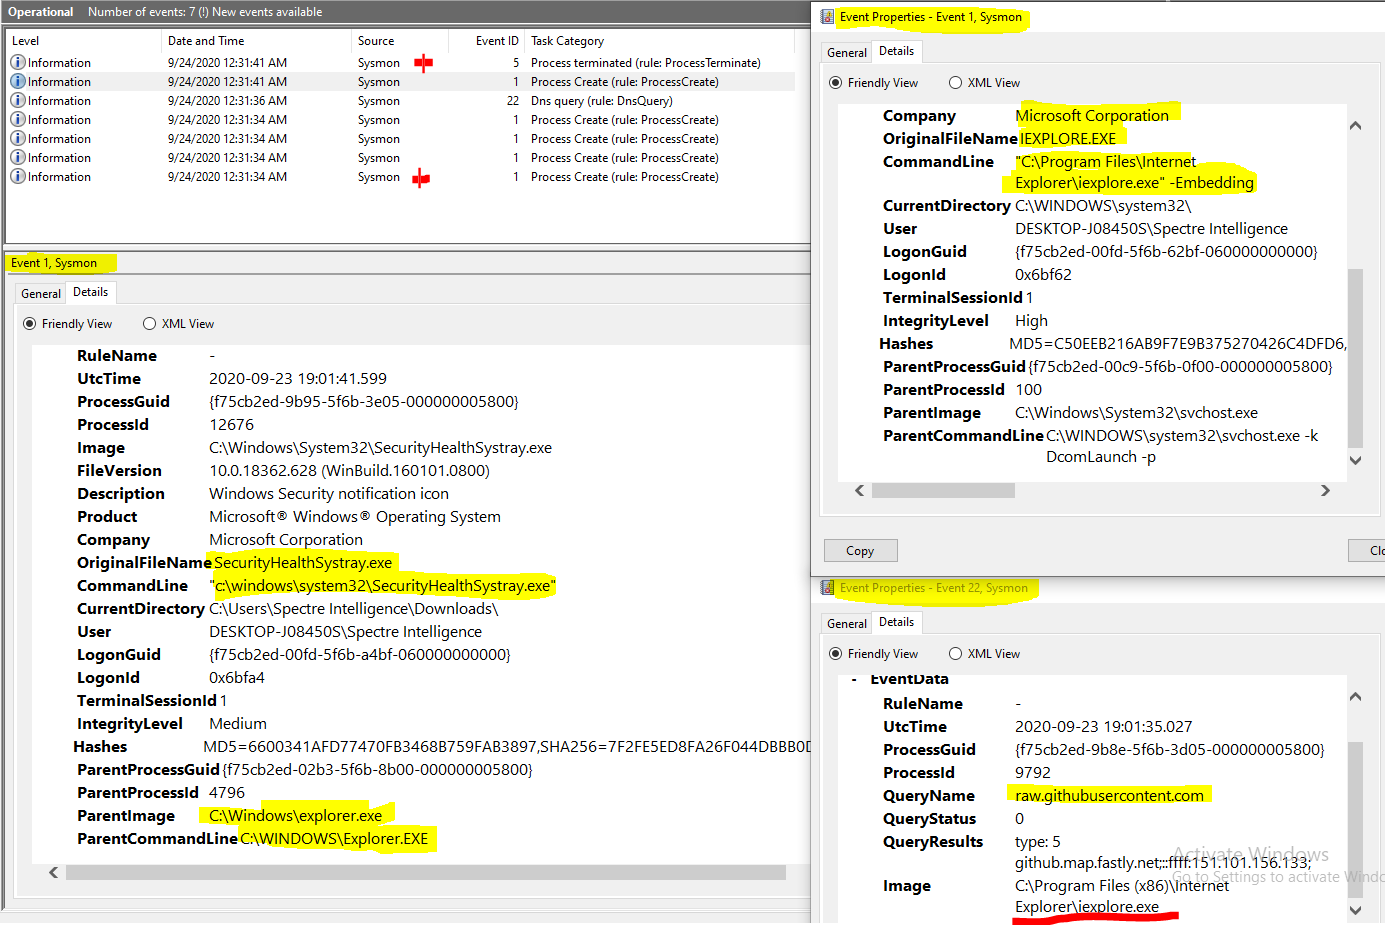 Operational Number of events: 7 (!) New events available
Level Date and Time Source Event ID Task Category
Information 9/24/2020 12:31:41 AM Sysmon 5 Process terminated (rule: ProcessTerminate)
Information 9/24/2020 12:31:41 AM Sysmon 1 Process Create (rule: ProcessCreate)
Information 9/24/2020 12:31:36 AM Sysmon 22 Dns query (rule: DnsQuery)
Information 9/24/2020 12:31:34 AM Sysmon 1 Process Create (rule: ProcessCreate)
Information 9/24/2020 12:31:34 AM Sysmon 1 Process Create (rule: ProcessCreate)
Information 9/24/2020 12:31:34 AM Sysmon 1 Process Create (rule: ProcessCreate)
Information 9/24/2020 12:31:34 AM Sysmon 1 Process Create (rule: ProcessCreate)
Event 1, Sysmon
General Details
Friendly View XML View
RuleName -
UtcTime 2020-09-23 19:01:41.599
ProcessGuid {f75cb2ed-9b95-5f6b-3e05-000000005800}
ProcessId 12676
Image C:\Windows\System32\SecurityHealthSystray.exe
FileVersion 10.0.18362.628 (WinBuild.160101.0800)
Description Windows Security notification icon
Product Microsoft® Windows® Operating System
Company Microsoft Corporation
OriginalFileName SecurityHealthSystray.exe
CommandLine "c:\windows\system32\SecurityHealthSystray.exe"
CurrentDirectory C:\Users\Spectre Intelligence\Downloads\
User DESKTOP-J08450S\Spectre Intelligence
LogonGuid {f75cb2ed-00fd-5f6b-a4bf-060000000000}
LogonId 0x6bfa4
TerminalSessionId 1
IntegrityLevel Medium
Hashes MD5=6600341AFD77470FB3468B759FAB3897,SHA256=7F2FE5ED8FA26F044DBBB0D
ParentProcessGuid {f75cb2ed-02b3-5f6b-8b00-000000005800}
ParentProcessId 4796
ParentImage C:\Windows\explorer.exe
ParentCommandLine C:\WINDOWS\Explorer.EXE
Event Properties - Event 1, Sysmon
General Details
Friendly View XML View
Company Microsoft Corporation
OriginalFileName IEXPLORE.EXE
CommandLine "C:\Program Files\Internet
Explorer\iexplore.exe" -Embedding
CurrentDirectory C:\WINDOWS\system32\
User DESKTOP-J08450S\Spectre Intelligence
LogonGuid {f75cb2ed-00fd-5f6b-62bf-060000000000}
LogonId 0x6bf62
TerminalSessionId 1
IntegrityLevel High
Hashes MD5=C50EEB216AB9F7E9B375270426C4DFD6,
ParentProcessGuid {f75cb2ed-00c9-5f6b-0f00-000000005800}
ParentProcessId 100
ParentImage C:\Windows\System32\svchost.exe
ParentCommandLine C:\WINDOWS\system32\svchost.exe -k
DcomLaunch -p
Copy Clo
Event Properties - Event 22, Sysmon
General Details
Friendly View XML View
- EventData
RuleName -
UtcTime 2020-09-23 19:01:35.027
ProcessGuid {f75cb2ed-9b8e-5f6b-3d05-000000005800}
ProcessId 9792
QueryName raw.githubusercontent.com
QueryStatus 0
QueryResults type: 5
github.map.fastly.net;::ffff:151.101.156.133;
Image C:\Program Files (x86)\Internet
Explorer\iexplore.exe
Activate Windows
Go to Settings to activate Windo